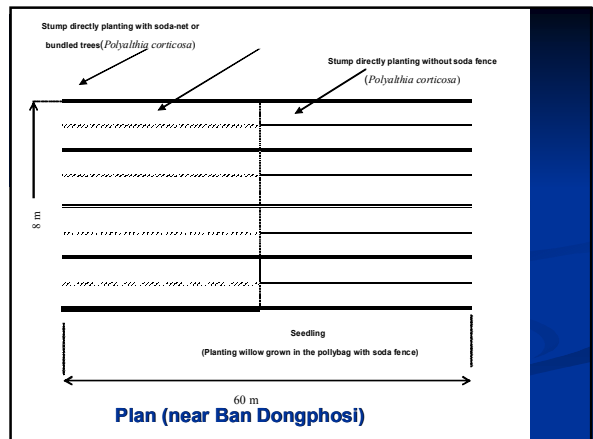 Stump directly planting with soda-net or
bundled trees(Polyalthia corticosa)
Stump directly planting without soda fence
(Polyalthia corticosa)
8 m
Seedling
(Planting willow grown in the pollybag with soda fence)
60 m
Plan (near Ban Dongphosi)